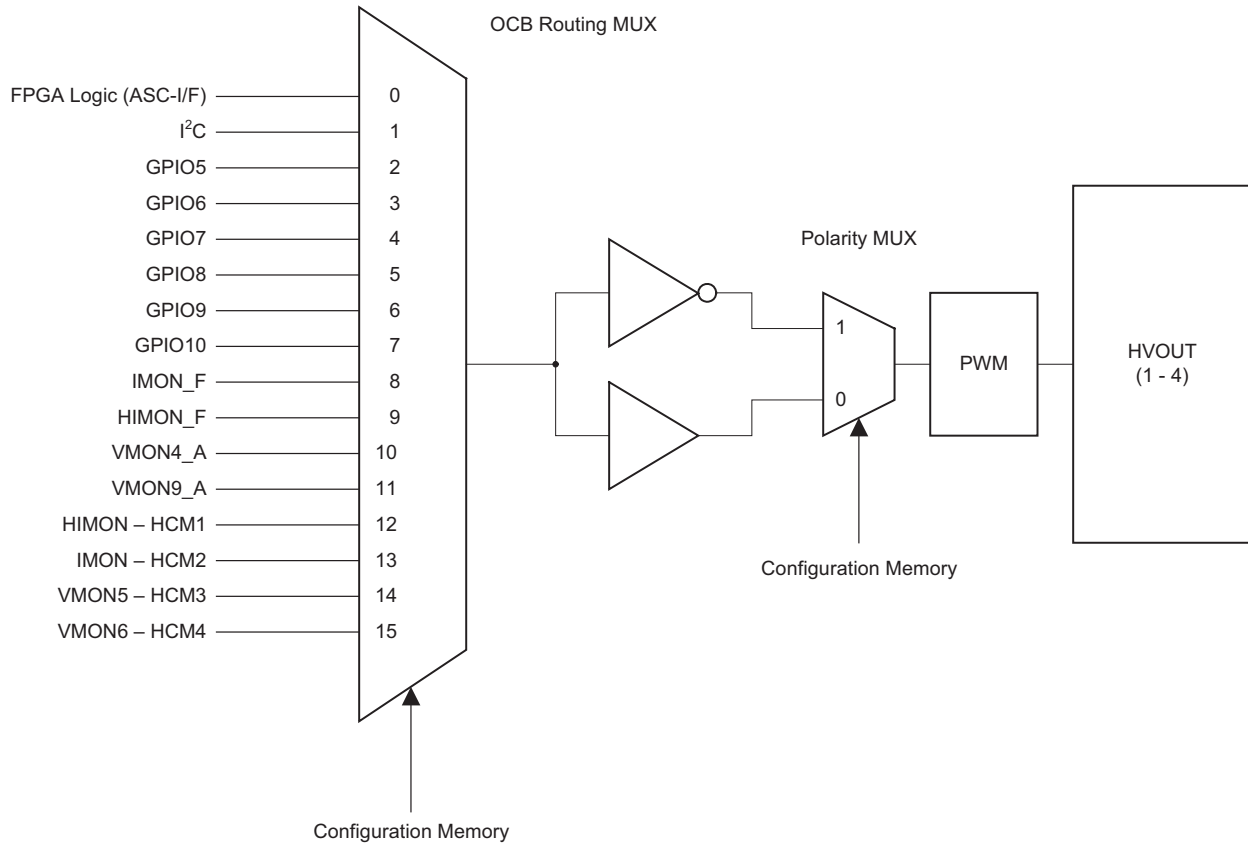 OCB Routing MUX
FPGA Logic (ASC-I/F) 0
I²C 1
GPIO5 2
GPIO6 3
GPIO7 4
GPIO8 5
GPIO9 6
GPIO10 7
IMON_F 8
HIMON_F 9
VMON4_A 10
VMON9_A 11
HIMON – HCM1 12
IMON – HCM2 13
VMON5 – HCM3 14
VMON6 – HCM4 15
Configuration Memory
Polarity MUX
1
0
Configuration Memory
PWM
HVOUT
(1 - 4)